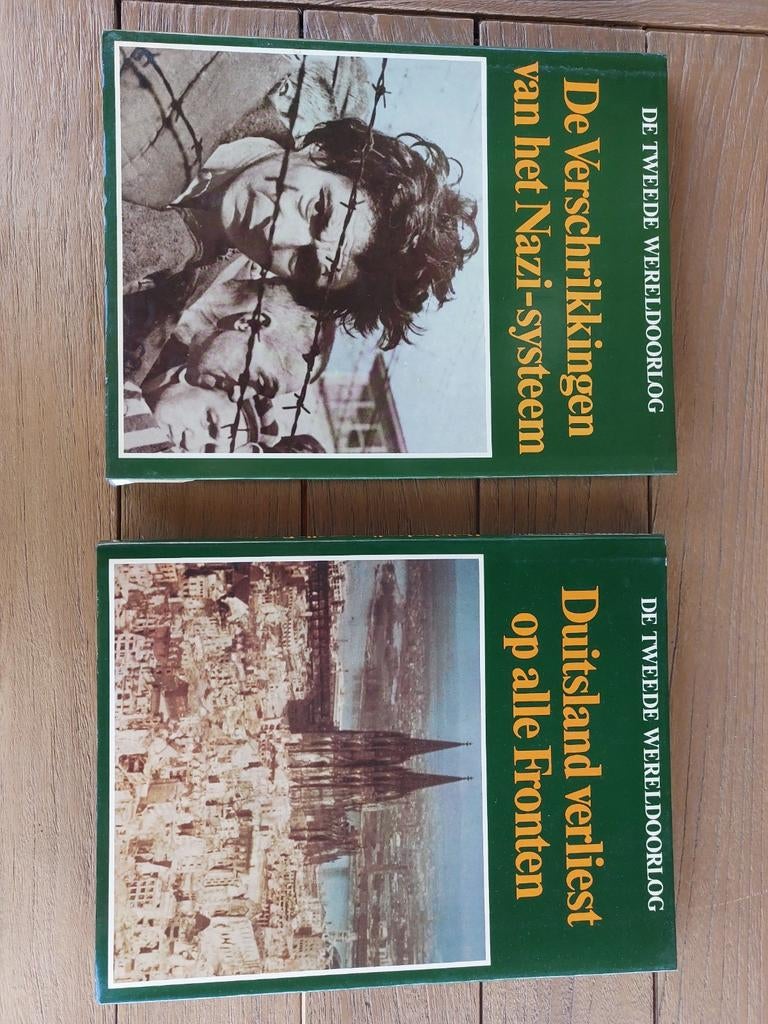 DE TWEEDE WERELDOORLOG
De Verschrikkingen
van het Nazi-systeem
DE TWEEDE WERELDOORLOG
Duitsland verliest
op alle Fronten